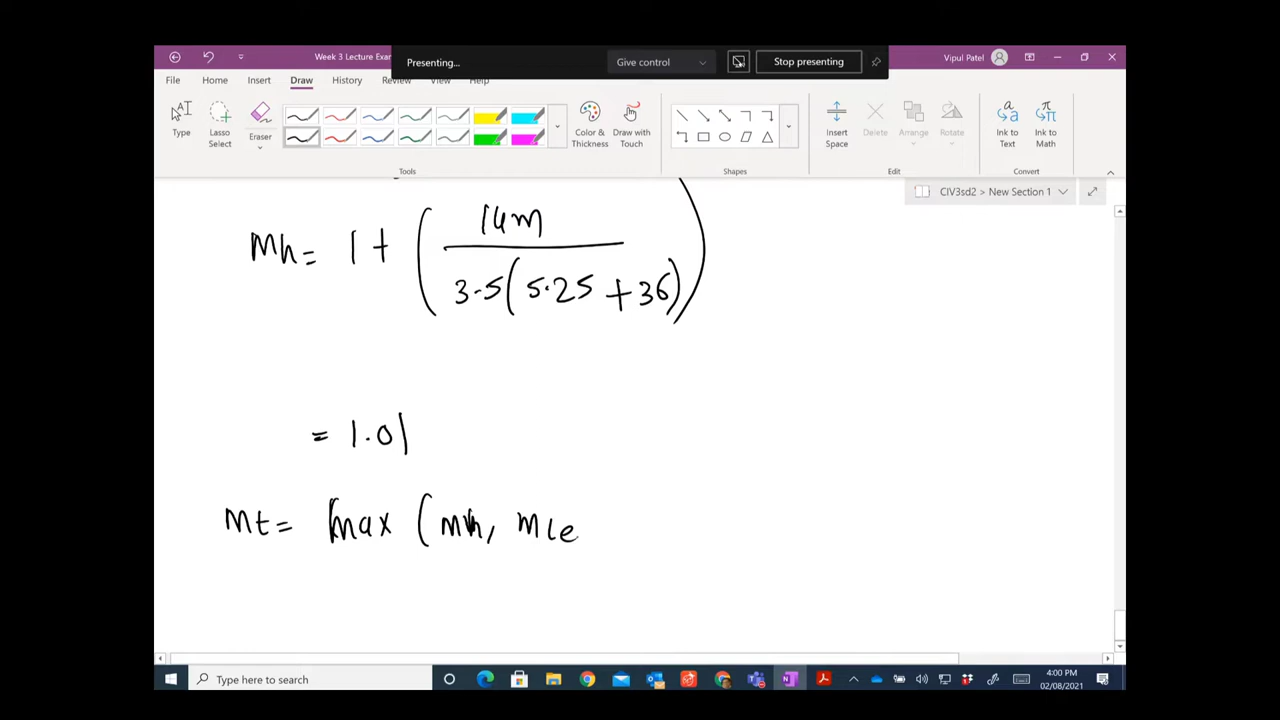 Week 3 Lecture Exam
Presenting...
Give control
Stop presenting
Vipul Patel
File Home Insert Draw History Review View Help
Type
Lasso Select
Eraser
Color & Thickness
Draw with Touch
Insert Space
Delete
Arrange
Rotate
Ink to Text
Ink to Math
Tools
Shapes
Edit
Convert
CIV3sd2 > New Section 1
14m
Mh= 1+ ( )
3.5(5.25 +36)
= 1.01
Mt= max (mh, mle
Type here to search
4:00 PM
02/08/2021